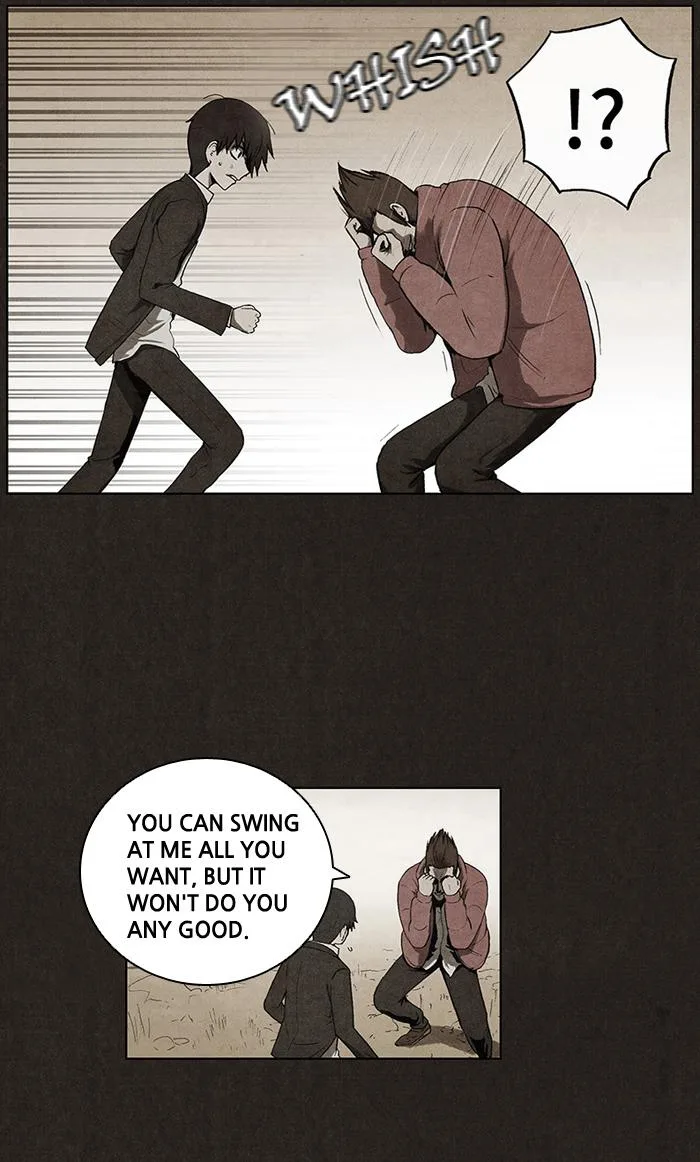 WHISH
!?
YOU CAN SWING
AT ME ALL YOU
WANT, BUT IT
WON'T DO YOU
ANY GOOD.